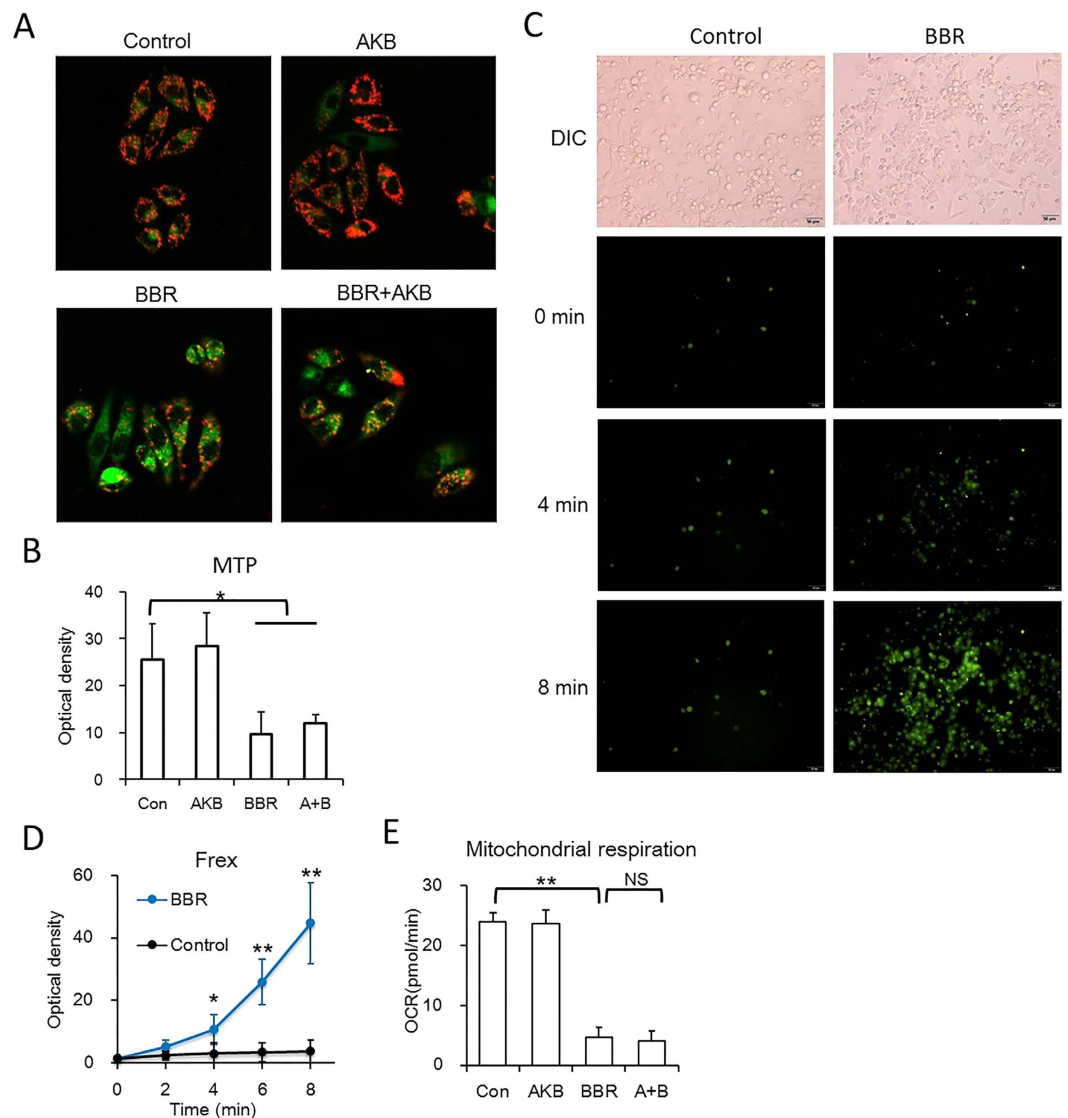 A
Control
AKB
BBR
BBR+AKB
B
MTP
Optical density
40
30
20
10
0
*
Con
AKB
BBR
A+B
C
Control
BBR
DIC
50 µm
0 min
4 min
8 min
D
Frex
Optical density
60
40
20
0
BBR
Control
*
**
**
0
2
4
6
8
Time (min)
E
Mitochondrial respiration
OCR(pmol/min)
30
20
10
0
**
NS
Con
AKB
BBR
A+B